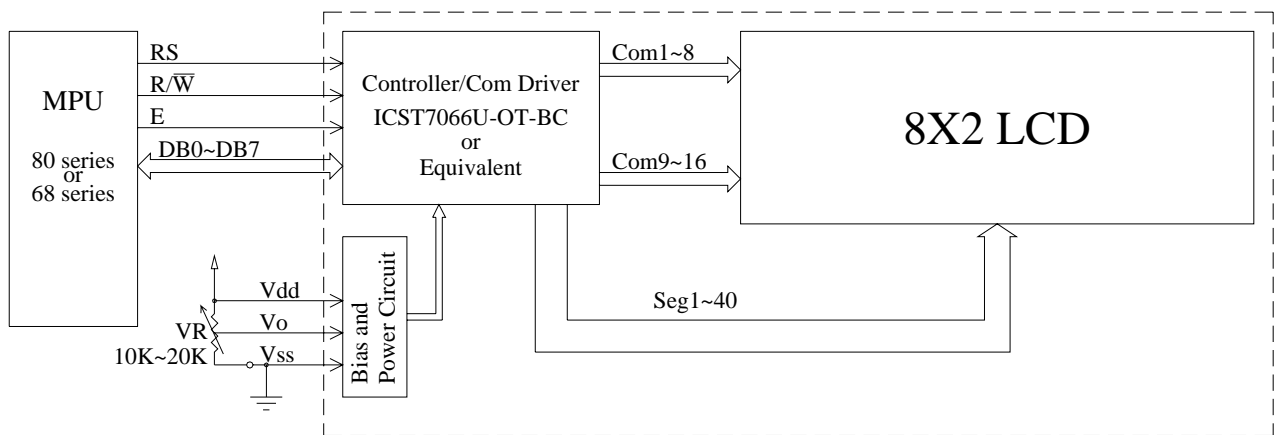 MPU
80 series
or
68 series
RS
R/W̅
E
DB0~DB7
Controller/Com Driver
ICST7066U-OT-BC
or
Equivalent
Com1~8
Com9~16
8X2 LCD
Vdd
Vo
Vss
VR
10K~20K
Bias and
Power Circuit
Seg1~40